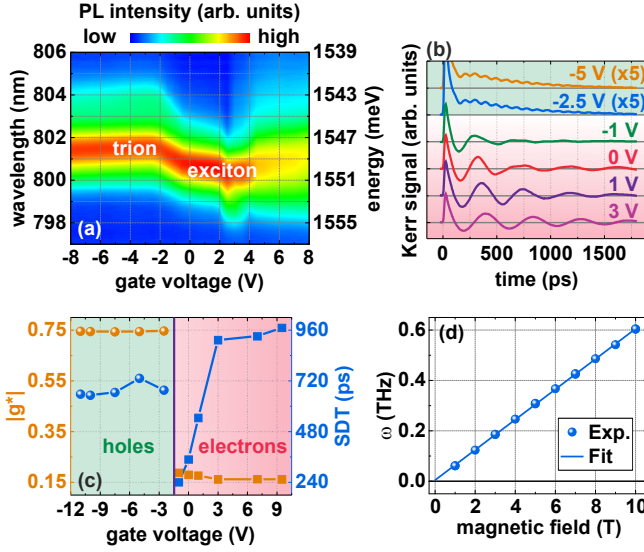 PL intensity (arb. units)
low high
806
804
802
800
798
wavelength (nm)
1539
1543
1547
1551
1555
energy (meV)
trion
exciton
(a)
-8 -6 -4 -2 0 2 4 6 8
gate voltage (V)
(b)
Kerr signal (arb. units)
-5 V (x5)
-2.5 V (x5)
-1 V
0 V
1 V
3 V
0 500 1000 1500
time (ps)
0.75
0.55
0.35
0.15
|g*|
960
720
480
240
SDT (ps)
holes
electrons
(c)
-12 -9 -6 -3 0 3 6 9
gate voltage (V)
(d)
0.6
0.4
0.2
0.0
ω (THz)
Exp.
Fit
0 2 4 6 8 10
magnetic field (T)